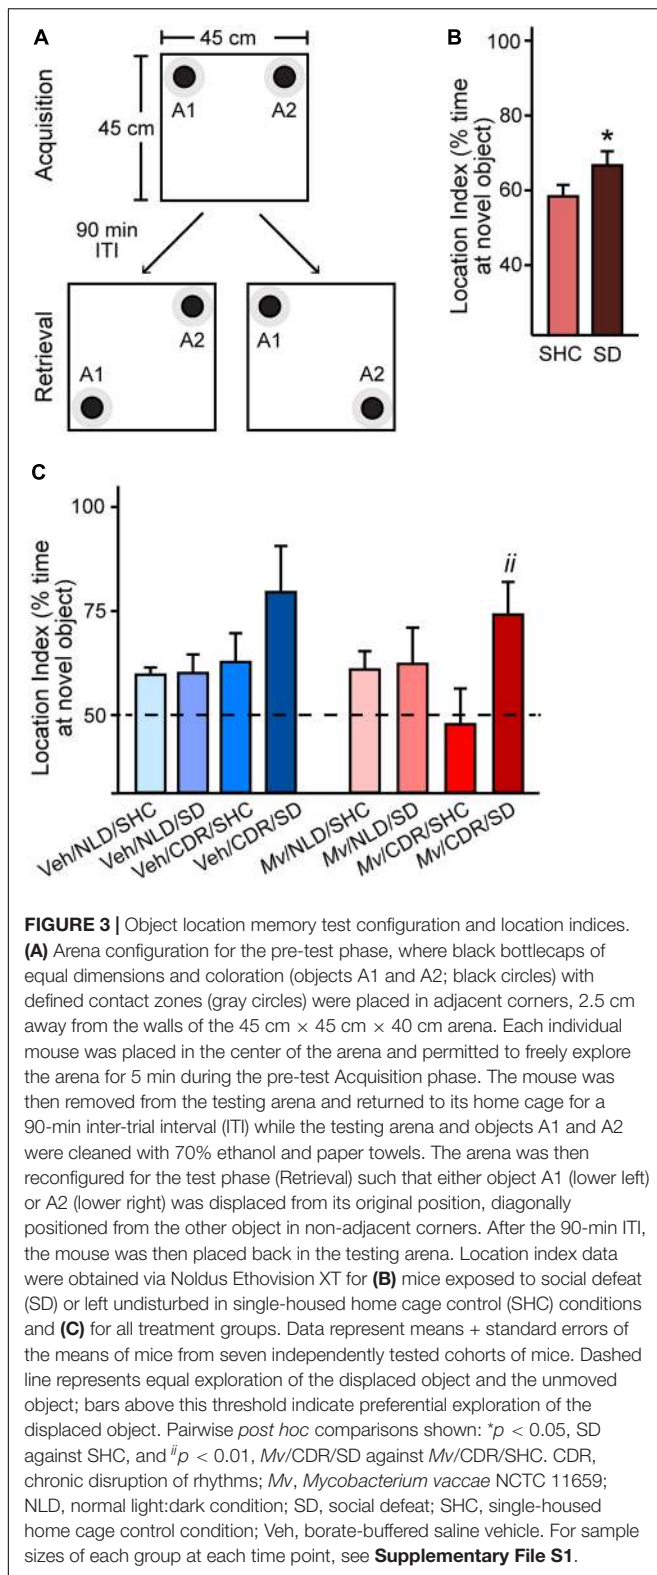 A
45 cm
Acquisition
45 cm
A1
A2
90 min
ITI
Retrieval
A1
A2
A1
A2
B
Location Index (% time
at novel object)
100
80
60
40
*
SHC
SD
C
Location Index (% time
at novel object)
100
75
50
ii
Veh/NLD/SHC
Veh/NLD/SD
Veh/CDR/SHC
Veh/CDR/SD
Mv/NLD/SHC
Mv/NLD/SD
Mv/CDR/SHC
Mv/CDR/SD
FIGURE 3 | Object location memory test configuration and location indices.
(A) Arena configuration for the pre-test phase, where black bottlecaps of
equal dimensions and coloration (objects A1 and A2; black circles) with
defined contact zones (gray circles) were placed in adjacent corners, 2.5 cm
away from the walls of the 45 cm × 45 cm × 40 cm arena. Each individual
mouse was placed in the center of the arena and permitted to freely explore
the arena for 5 min during the pre-test Acquisition phase. The mouse was
then removed from the testing arena and returned to its home cage for a
90-min inter-trial interval (ITI) while the testing arena and objects A1 and A2
were cleaned with 70% ethanol and paper towels. The arena was then
reconfigured for the test phase (Retrieval) such that either object A1 (lower left)
or A2 (lower right) was displaced from its original position, diagonally
positioned from the other object in non-adjacent corners. After the 90-min ITI,
the mouse was then placed back in the testing arena. Location index data
were obtained via Noldus Ethovision XT for (B) mice exposed to social defeat
(SD) or left undisturbed in single-housed home cage control (SHC) conditions
and (C) for all treatment groups. Data represent means + standard errors of
the means of mice from seven independently tested cohorts of mice. Dashed
line represents equal exploration of the displaced object and the unmoved
object; bars above this threshold indicate preferential exploration of the
displaced object. Pairwise post hoc comparisons shown: *p < 0.05, SD
against SHC, and ii p < 0.01, Mv/CDR/SD against Mv/CDR/SHC. CDR,
chronic disruption of rhythms; Mv, Mycobacterium vaccae NCTC 11659;
NLD, normal light:dark condition; SD, social defeat; SHC, single-housed
home cage control condition; Veh, borate-buffered saline vehicle. For sample
sizes of each group at each time point, see Supplementary File S1.